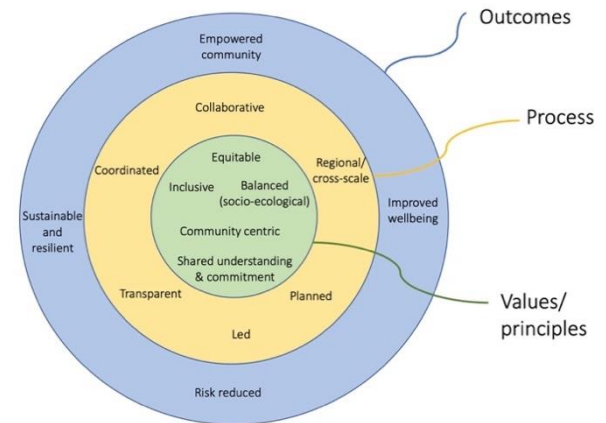 Outcomes
Process
Values/
principles
Empowered
community
Collaborative
Coordinated
Regional/
cross-scale
Equitable
Inclusive
Balanced
(socio-ecological)
Community centric
Shared understanding
& commitment
Sustainable
and
resilient
Improved
wellbeing
Transparent
Planned
Led
Risk reduced